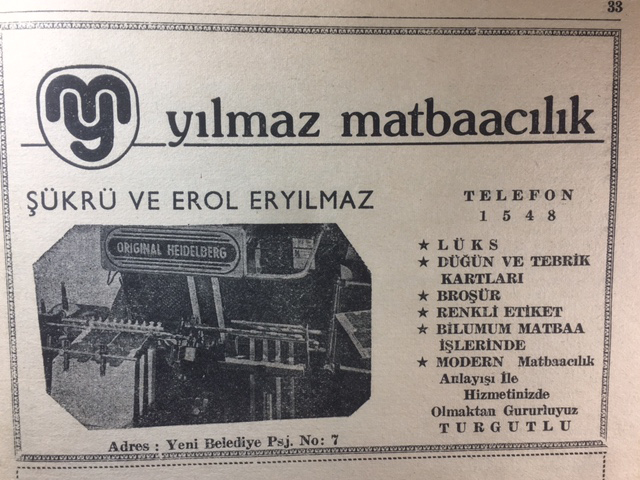 33
my yılmaz matbaacılık
ŞÜKRÜ VE EROL ERYILMAZ
ORIGINAL HEIDELBERG
TELEFON
1548
★ LÜKS
★ DÜĞÜN VE TEBRİK
KARTLARI
★ BROŞÜR
★ RENKLİ ETİKET
★ BİLUMUM MATBAA
İŞLERİNDE
★ MODERN Matbaacılık
Anlayışı İle
Hizmetinizde
Olmaktan Gururluyuz
TURGUTLU
Adres : Yeni Belediye Psj. No: 7